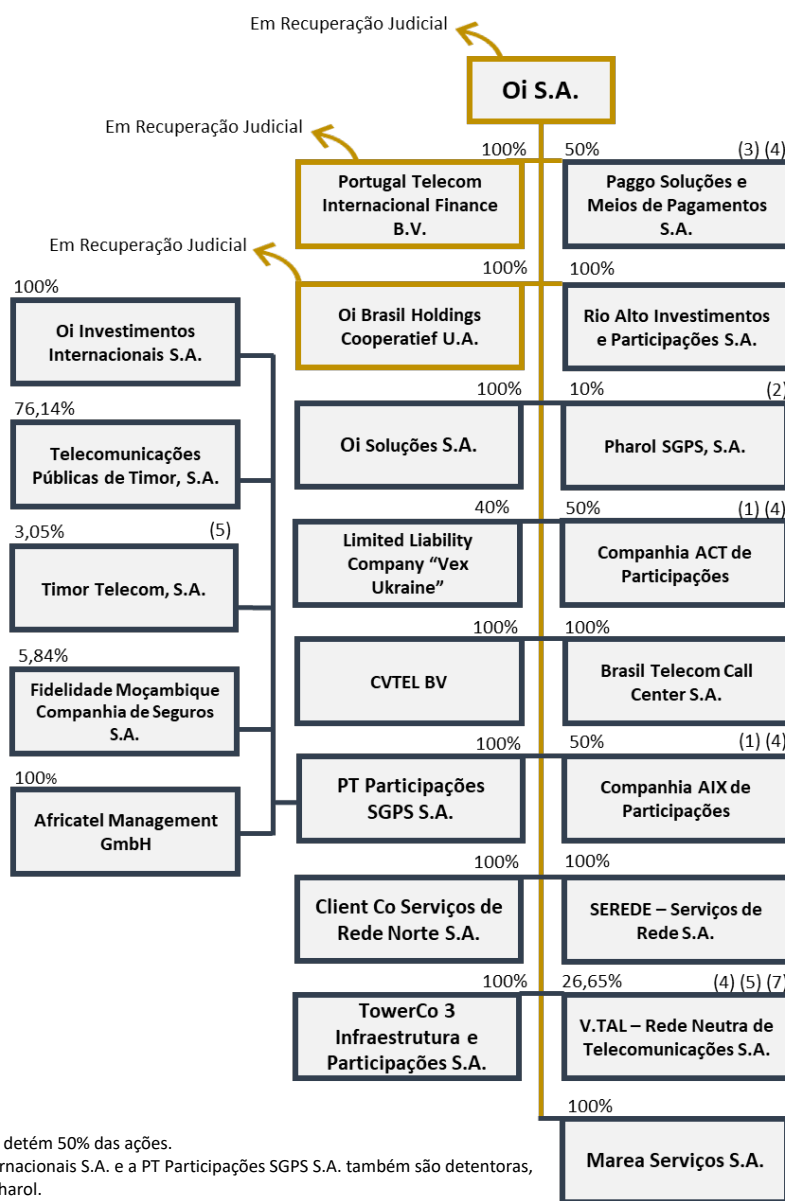 Em Recuperação Judicial
Oi S.A.
Em Recuperação Judicial
100%
50%
(3) (4)
Portugal Telecom
Internacional Finance
B.V.
Paggo Soluções e
Meios de Pagamentos
S.A.
Em Recuperação Judicial
100%
100%
Oi Brasil Holdings
Cooperatief U.A.
Rio Alto Investimentos
e Participações S.A.
100%
Oi Investimentos
Internacionais S.A.
100%
10%
(2)
Oi Soluções S.A.
Pharol SGPS, S.A.
76,14%
Telecomunicações
Públicas de Timor, S.A.
40%
50%
(1) (4)
Limited Liability
Company “Vex
Ukraine”
Companhia ACT de
Participações
3,05%
(5)
Timor Telecom, S.A.
100%
100%
CVTEL BV
Brasil Telecom Call
Center S.A.
5,84%
Fidelidade Moçambique
Companhia de Seguros
S.A.
100%
50%
(1) (4)
PT Participações
SGPS S.A.
Companhia AIX de
Participações
100%
Africatel Management
GmbH
100%
100%
Client Co Serviços de
Rede Norte S.A.
SEREDE – Serviços de
Rede S.A.
100%
26,65%
(4) (5) (7)
TowerCo 3
Infraestrutura e
Participações S.A.
V.TAL – Rede Neutra de
Telecomunicações S.A.
100%
Marea Serviços S.A.
detém 50% das ações.
rnacionais S.A. e a PT Participações SGPS S.A. também são detentoras,
harol.